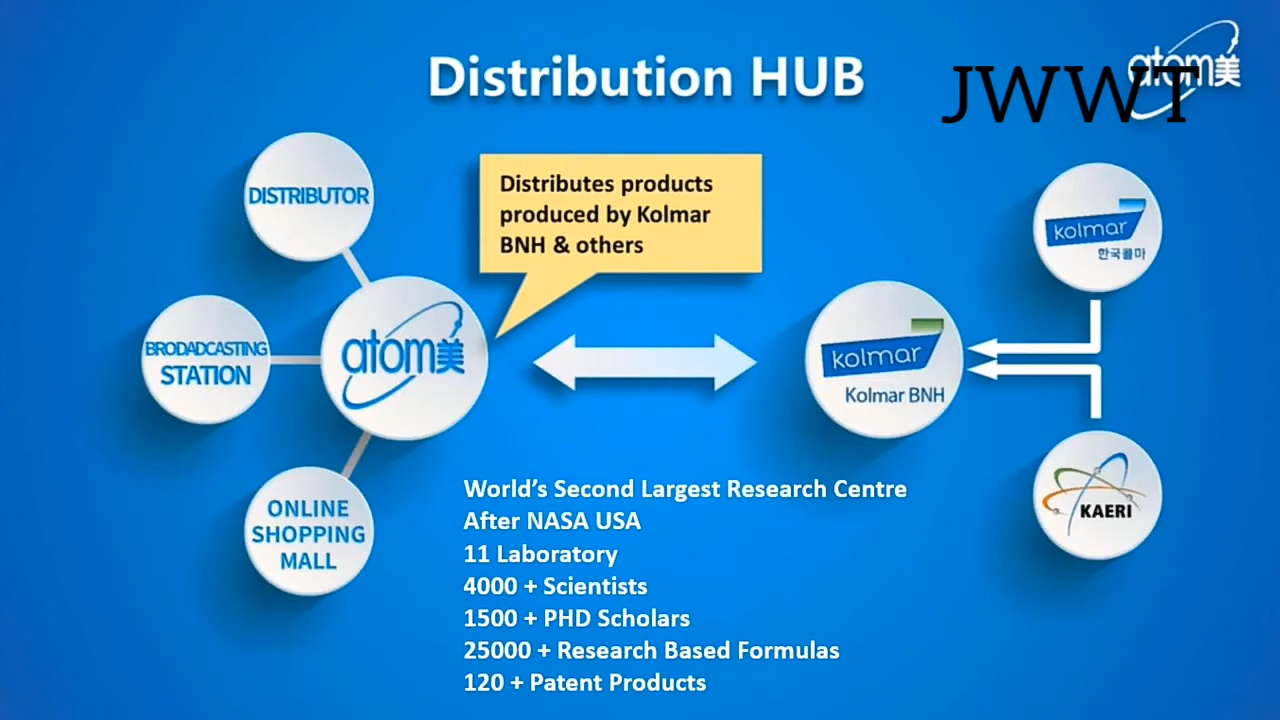 Distribution HUB
JWWT
atom美
DISTRIBUTOR
Distributes products
produced by Kolmar
BNH & others
kolmar
한국콜마
BRODADCASTING
STATION
atom美
kolmar
Kolmar BNH
ONLINE
SHOPPING
MALL
KAERI
World’s Second Largest Research Centre
After NASA USA
11 Laboratory
4000 + Scientists
1500 + PHD Scholars
25000 + Research Based Formulas
120 + Patent Products